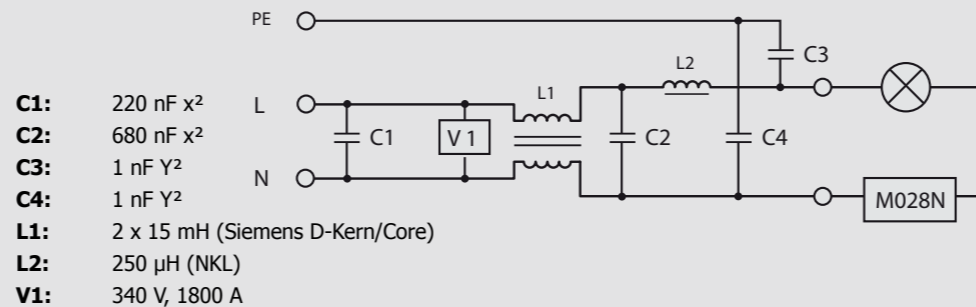 PE
C3
L2
L1
C1: 220 nF x²
L
C2: 680 nF x²
C1
V 1
C2
C4
C3: 1 nF Y²
N
C4: 1 nF Y²
M028N
L1: 2 x 15 mH (Siemens D-Kern/Core)
L2: 250 µH (NKL)
V1: 340 V, 1800 A